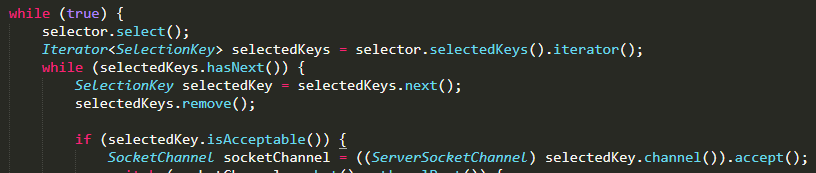 while (true) {
selector.select();
Iterator<SelectionKey> selectedKeys = selector.selectedKeys().iterator();
while (selectedKeys.hasNext()) {
SelectionKey selectedKey = selectedKeys.next();
selectedKeys.remove();
if (selectedKey.isAcceptable()) {
SocketChannel socketChannel = ((ServerSocketChannel) selectedKey.channel()).accept();